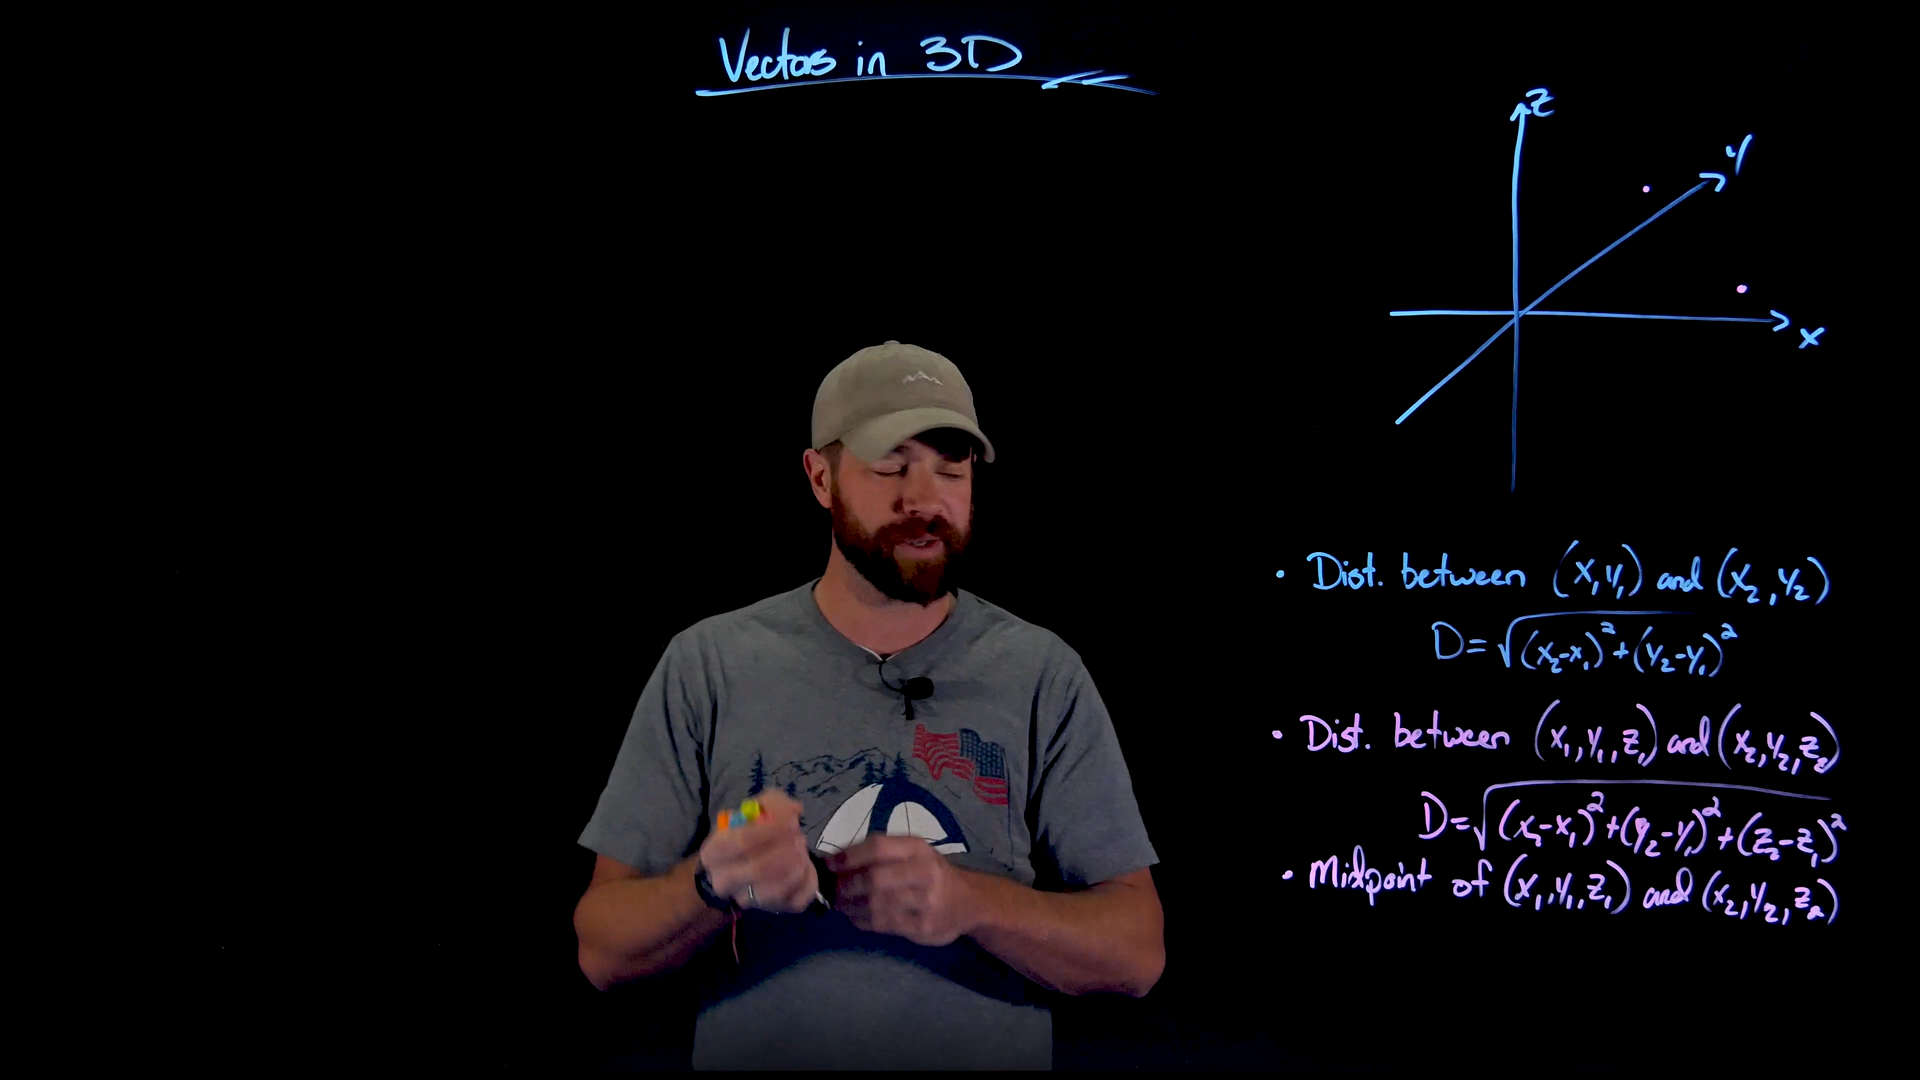 Vectors in 3D
Z
y
x
• Dist. between (x₁,y₁) and (x₂,y₂)
D=√(x₂-x₁)²+(y₂-y₁)²
• Dist. between (x₁,y₁,z₁) and (x₂,y₂,z₂)
D=√(x₂-x₁)²+(y₂-y₁)²+(z₂-z₁)²
• Midpoint of (x₁,y₁,z₁) and (x₂,y₂,z₂)